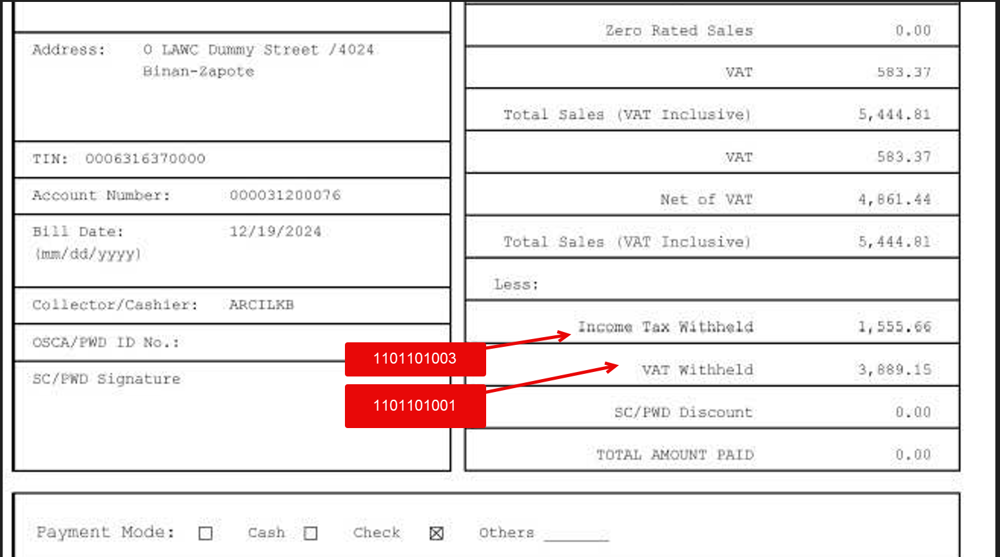 Address: O LAWC Dummy Street /4024
Binan-Zapote
TIN: 0006316370000
Account Number: 000031200076
Bill Date: 12/19/2024
(mm/dd/yyyy)
Collector/Cashier: ARCILKB
OSCA/PWD ID No.:
SC/PWD Signature
Zero Rated Sales 0.00
VAT 583.37
Total Sales (VAT Inclusive) 5,444.81
VAT 583.37
Net of VAT 4,861.44
Total Sales (VAT Inclusive) 5,444.81
Less:
1101101003
Income Tax Withheld 1,555.66
1101101001
VAT Withheld 3,889.15
SC/PWD Discount 0.00
TOTAL AMOUNT PAID 0.00
Payment Mode: ☐ Cash ☐ Check ☒ Others _______